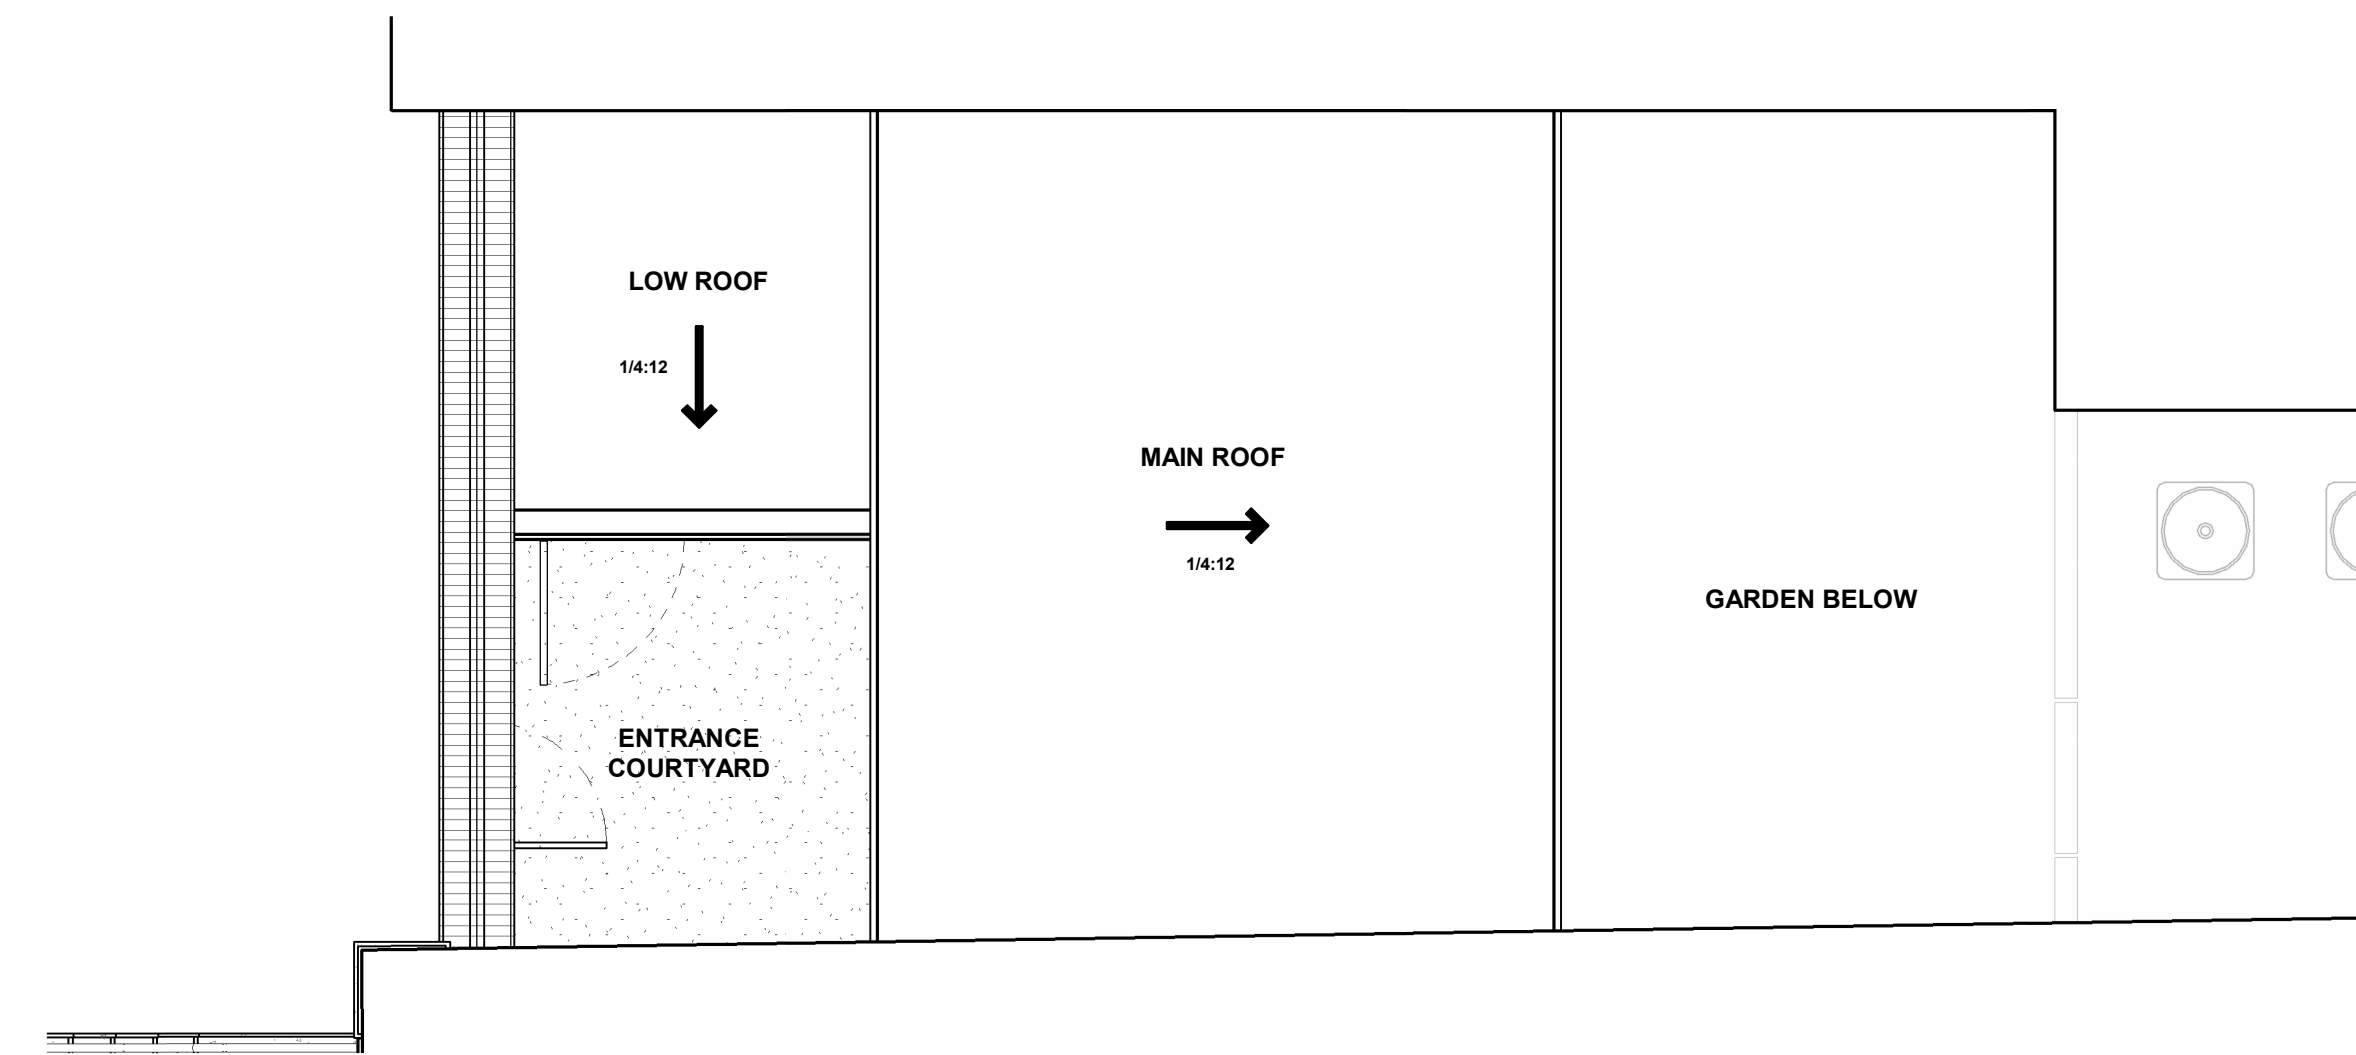 LOW ROOF
1/4:12
MAIN ROOF
1/4:12
GARDEN BELOW
ENTRANCE
COURTYARD